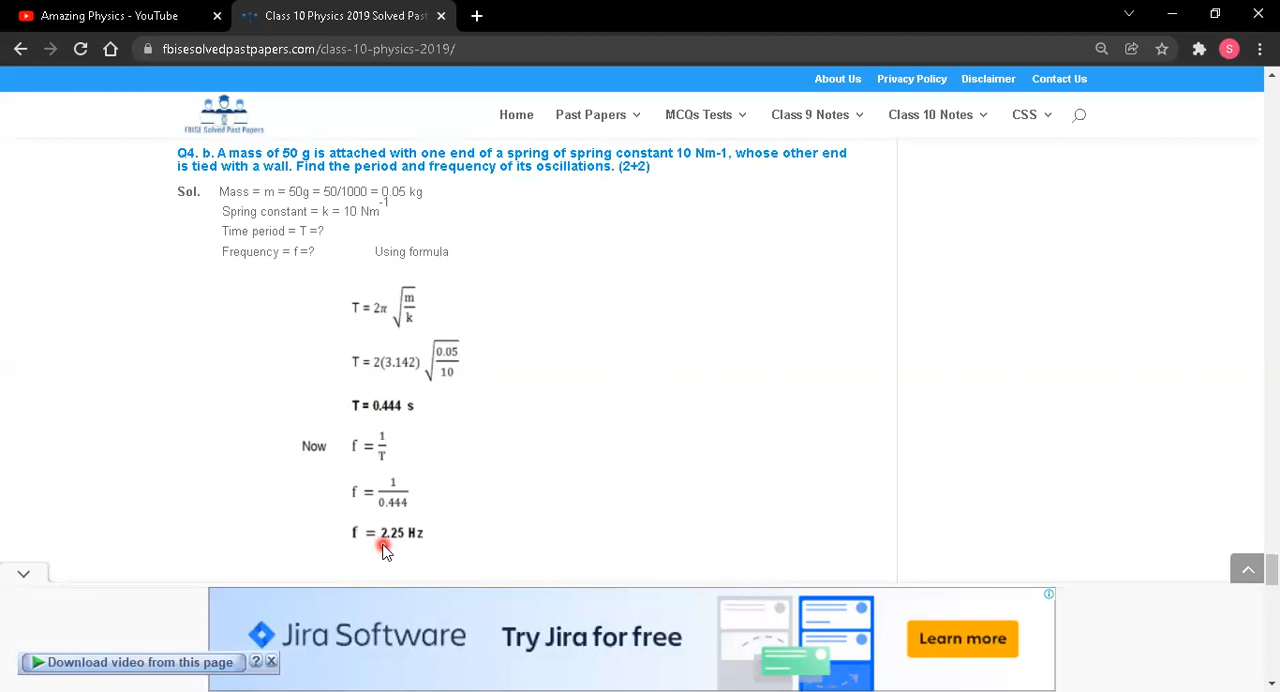 Amazing Physics - YouTube
Class 10 Physics 2019 Solved Past
fbisesolvedpastpapers.com/class-10-physics-2019/
S
About Us Privacy Policy Disclaimer Contact Us
FBISE Solved Past Papers
Home Past Papers MCQs Tests Class 9 Notes Class 10 Notes CSS
Q4. b. A mass of 50 g is attached with one end of a spring of spring constant 10 Nm-1, whose other end
is tied with a wall. Find the period and frequency of its oscillations. (2+2)
Sol. Mass = m = 50g = 50/1000 = 0.05 kg
Spring constant = k = 10 Nm⁻¹
Time period = T =?
Frequency = f =? Using formula
T = 2π √(m/k)
T = 2(3.142) √(0.05/10)
T = 0.444 s
Now f = 1/T
f = 1/0.444
f = 2.25 Hz
Jira Software Try Jira for free Learn more
Download video from this page ? X